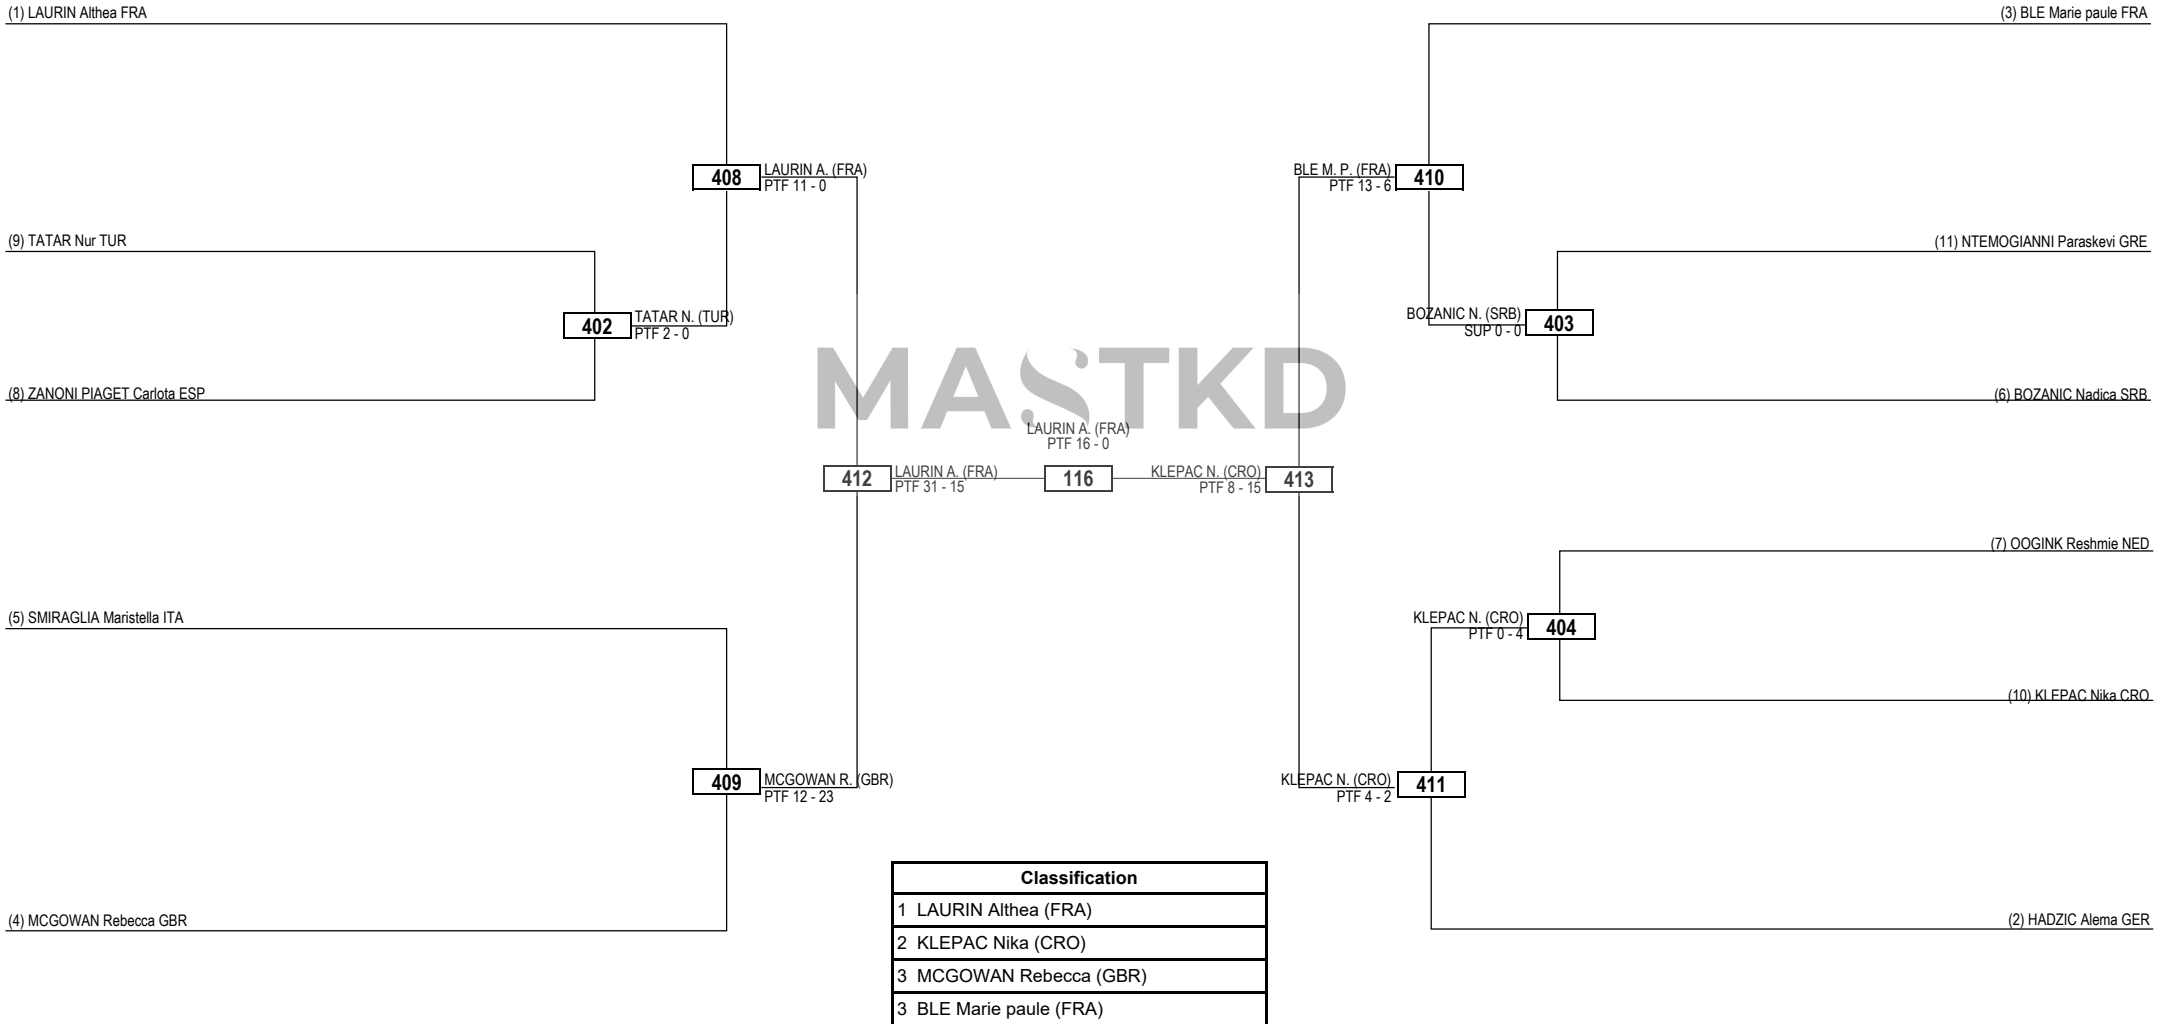 (1) LAURIN Althea FRA
(3) BLE Marie paule FRA
408
LAURIN A. (FRA)
PTF 11 - 0
BLE M. P. (FRA)
PTF 13 - 6
410
(9) TATAR Nur TUR
(11) NTEMOGIANNI Paraskevi GRE
402
TATAR N. (TUR)
PTF 2 - 0
BOZANIC N. (SRB)
SUP 0 - 0
403
(8) ZANONI PIAGET Carlota ESP
(6) BOZANIC Nadica SRB
MASTKD
LAURIN A. (FRA)
PTF 16 - 0
412
LAURIN A. (FRA)
PTF 31 - 15
116
KLEPAC N. (CRO)
PTF 8 - 15
413
(7) OOGINK Reshmie NED
(5) SMIRAGLIA Maristella ITA
KLEPAC N. (CRO)
PTF 0 - 4
404
(10) KLEPAC Nika CRO
409
MCGOWAN R. (GBR)
PTF 12 - 23
KLEPAC N. (CRO)
PTF 4 - 2
411
(4) MCGOWAN Rebecca GBR
(2) HADZIC Alema GER
Classification
1 LAURIN Althea (FRA)
2 KLEPAC Nika (CRO)
3 MCGOWAN Rebecca (GBR)
3 BLE Marie paule (FRA)